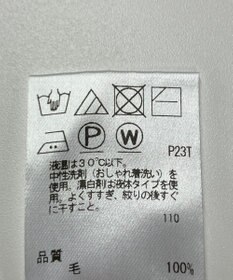 P W P23T
液温は30℃以下。
中性洗剤（おしゃれ着洗い）を
使用。漂白剤は液体タイプを使
用。よくすすぎ、絞りの後すぐ
に干すこと。
110
品質
毛 100%